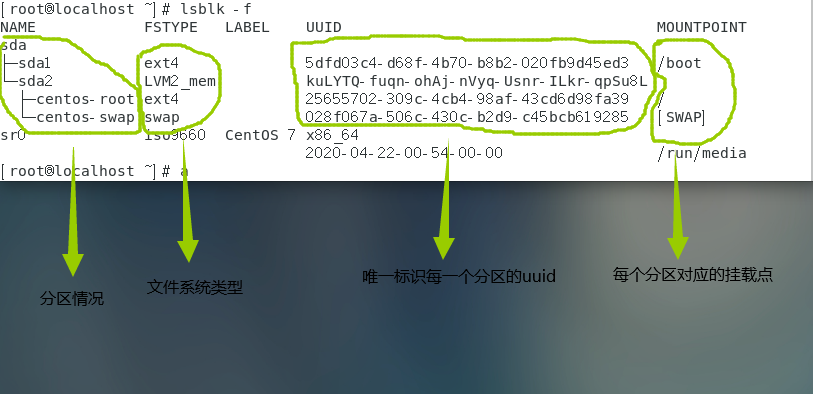 [root@localhost ~]# lsblk -f
NAME FSTYPE LABEL UUID MOUNTPOINT
sda
├─sda1 ext4 5dfd03c4-d68f-4b70-b8b2-020fb9d45ed3 /boot
└─sda2 LVM2_mem kuLYTQ-fuqn-ohAj-nVyq-Usnr-ILkr-qpSu8L
├─centos-root ext4 25655702-309c-4cb4-98af-43cd6d98fa39 /
└─centos-swap swap 028f067a-506c-430c-b2d9-c45bcb619285 [SWAP]
sr0 iso9660 CentOS 7 x86_64
2020-04-22-00-54-00-00 /run/media
[root@localhost ~]# a
分区情况 文件系统类型 唯一标识每一个分区的uuid 每个分区对应的挂载点